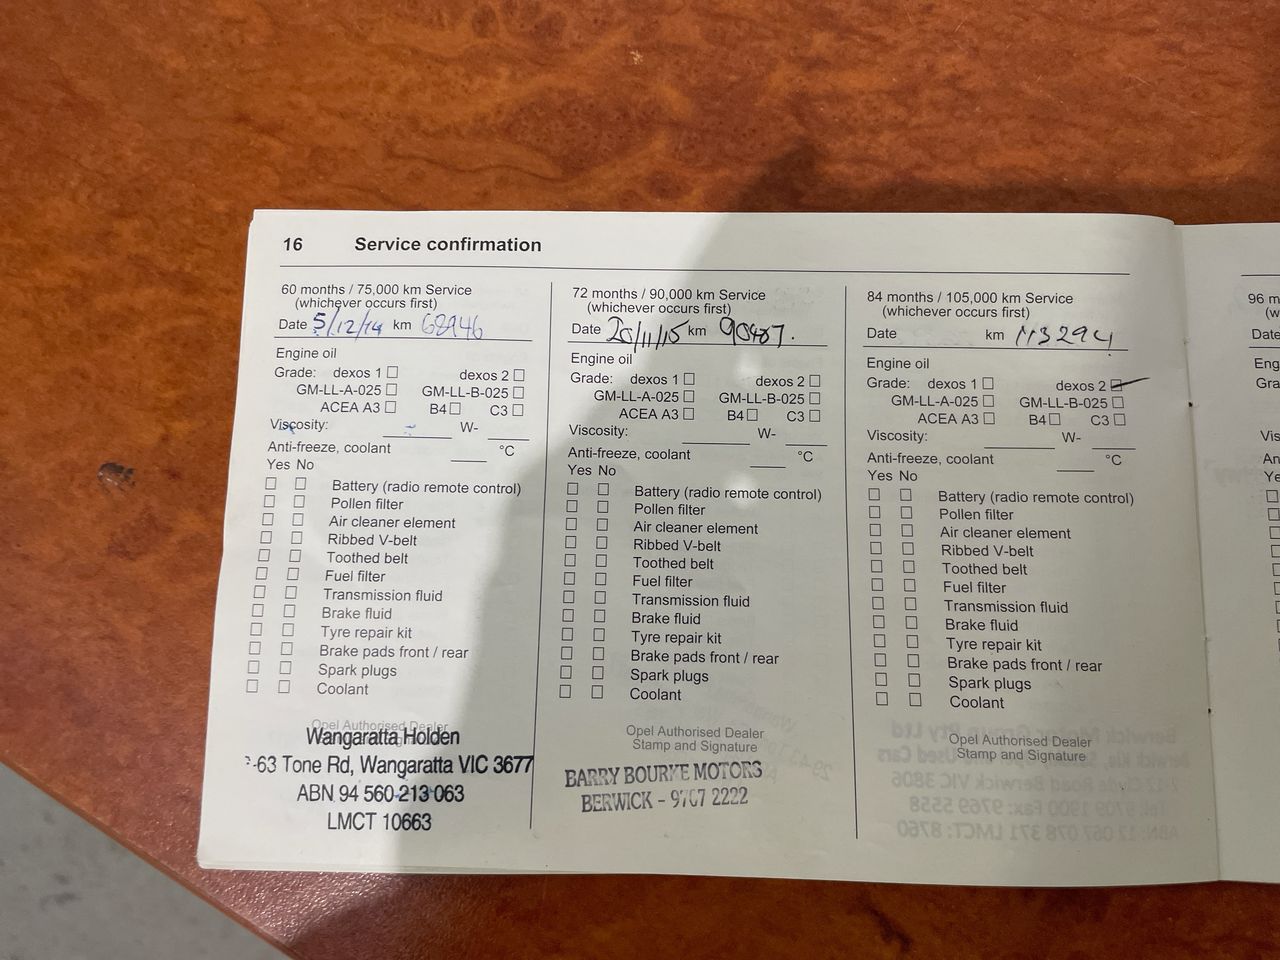 16 Service confirmation
60 months / 75,000 km Service
(whichever occurs first)
Date 5/12/14 km 68946
Engine oil
Grade: dexos 1 dexos 2
GM-LL-A-025 GM-LL-B-025
ACEA A3 B4 C3
Viscosity: W-
Anti-freeze, coolant °C
Yes No
Battery (radio remote control)
Pollen filter
Air cleaner element
Ribbed V-belt
Toothed belt
Fuel filter
Transmission fluid
Brake fluid
Tyre repair kit
Brake pads front / rear
Spark plugs
Coolant
Opel Authorised Dealer
Wangaratta Holden
-63 Tone Rd, Wangaratta VIC 3677
ABN 94 560 213 063
LMCT 10663
72 months / 90,000 km Service
(whichever occurs first)
Date 20/11/15 km 90487.
Engine oil
Grade: dexos 1 dexos 2
GM-LL-A-025 GM-LL-B-025
ACEA A3 B4 C3
Viscosity: W-
Anti-freeze, coolant °C
Yes No
Battery (radio remote control)
Pollen filter
Air cleaner element
Ribbed V-belt
Toothed belt
Fuel filter
Transmission fluid
Brake fluid
Tyre repair kit
Brake pads front / rear
Spark plugs
Coolant
Opel Authorised Dealer
Stamp and Signature
BARRY BOURKE MOTORS
BERWICK - 9707 2222
84 months / 105,000 km Service
(whichever occurs first)
Date km 113294
Engine oil
Grade: dexos 1 dexos 2
GM-LL-A-025 GM-LL-B-025
ACEA A3 B4 C3
Viscosity: W-
Anti-freeze, coolant °C
Yes No
Battery (radio remote control)
Pollen filter
Air cleaner element
Ribbed V-belt
Toothed belt
Fuel filter
Transmission fluid
Brake fluid
Tyre repair kit
Brake pads front / rear
Spark plugs
Coolant
Opel Authorised Dealer
Stamp and Signature
96 m
(w
Date
Eng
Gra
Vis
An
Ye